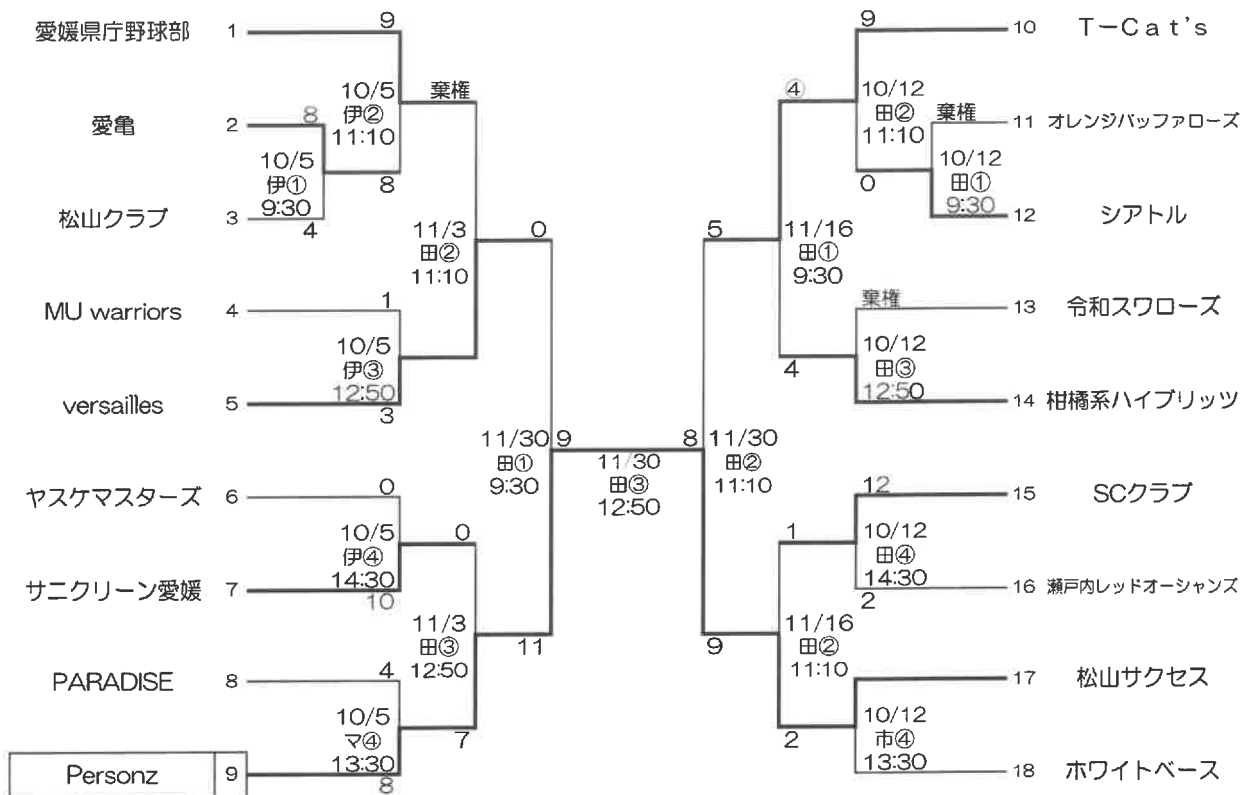 愛媛県庁野球部 1
9
10/5
伊②
11:10
棄権
愛亀 2
8
10/5
伊①
9:30
8
松山クラブ 3
4
11/3
田②
11:10
0
MU warriors 4
1
10/5
伊③
12:50
versailles 5
3
11/30
田①
9:30
9
ヤスケマスターズ 6
0
10/5
伊④
14:30
0
サニクリーン愛媛 7
10
11/3
田③
12:50
11
PARADISE 8
4
10/5
マ④
13:30
7
Personz 9
8
11/30
田③
12:50
9
10 T-Cat's
④
10/12
田②
11:10
棄権
11 オレンジバッファローズ
10/12
田①
9:30
0
12 シアトル
5
11/16
田①
9:30
棄権
13 令和スワローズ
10/12
田③
12:50
4
14 柑橘系ハイブリッツ
8
11/30
田②
11:10
12
15 SCクラブ
1
10/12
田④
14:30
2
16 瀬戸内レッドオーシャンズ
9
11/16
田②
11:10
17 松山サクセス
10/12
市④
13:30
2
18 ホワイトベース